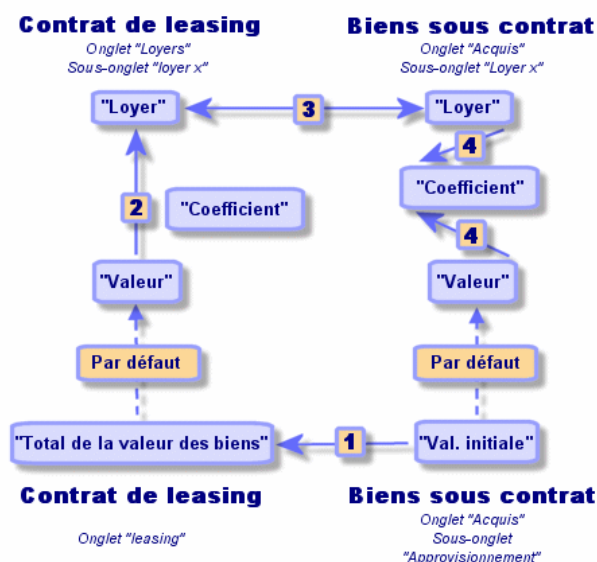 Contrat de leasing
Onglet "Loyers"
Sous-onglet "loyer x"
Biens sous contrat
Onglet "Acquis"
Sous-onglet "Loyer x"
"Loyer"
3
"Loyer"
4
2
"Coefficient"
"Coefficient"
4
"Valeur"
"Valeur"
Par défaut
Par défaut
"Total de la valeur des biens"
1
"Val. initiale"
Contrat de leasing
Onglet "leasing"
Biens sous contrat
Onglet "Acquis"
Sous-onglet
"Approvisionnement"